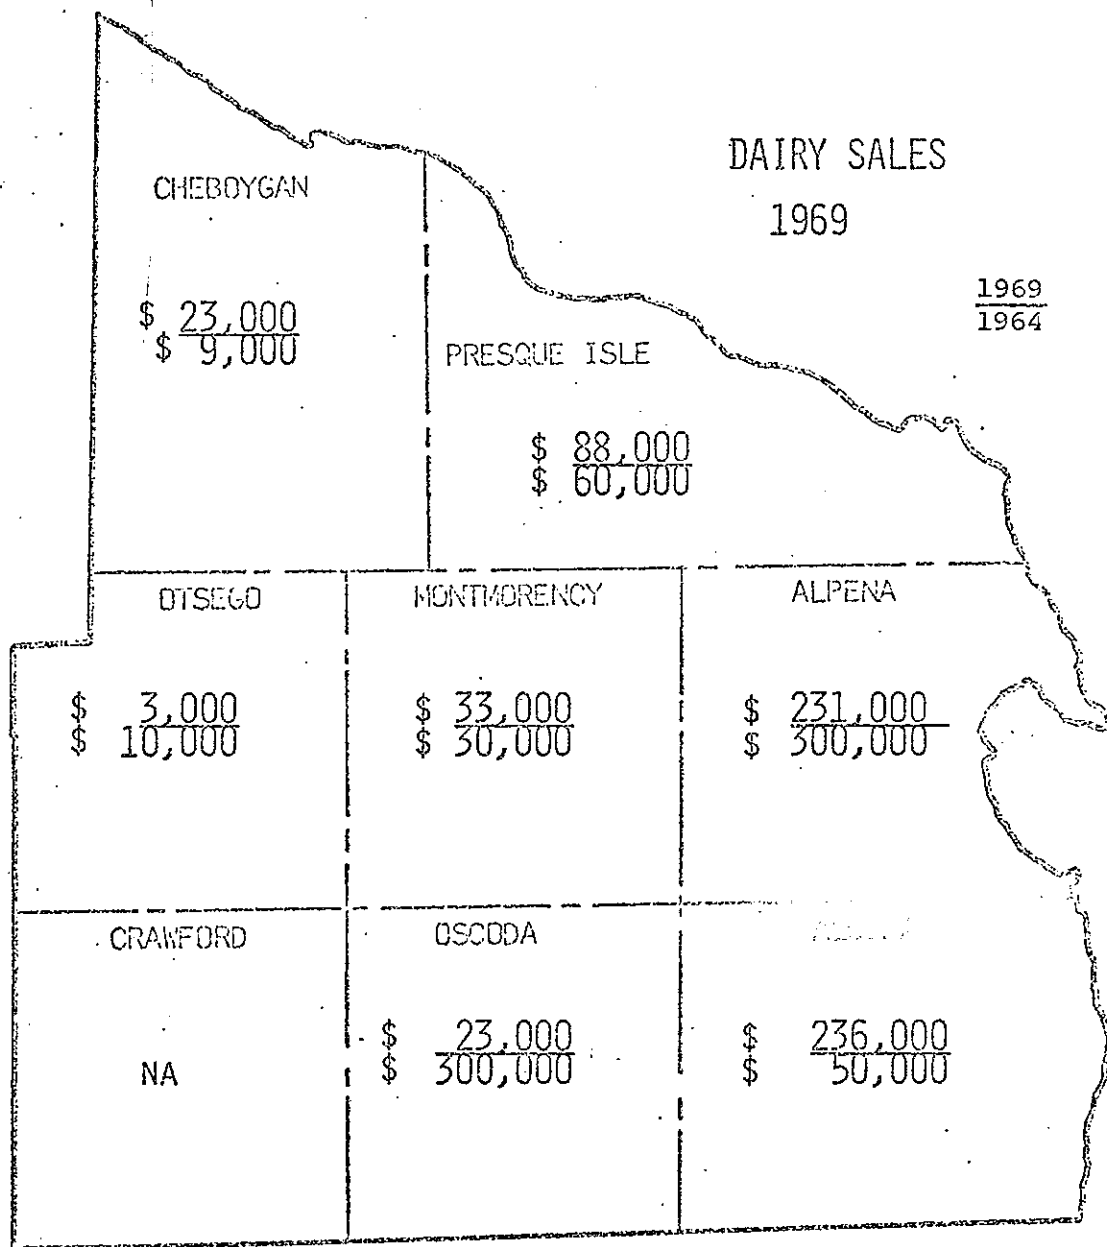 DAIRY SALES
1969
1969
1964
CHEBOYGAN
$ 23,000
$ 9,000
PRESQUE ISLE
$ 88,000
$ 60,000
OTSEGO
$ 3,000
$ 10,000
MONTMORENCY
$ 33,000
$ 30,000
ALPENA
$ 231,000
$ 300,000
CRAWFORD
NA
OSCODA
$ 23,000
$ 300,000
$ 236,000
$ 50,000